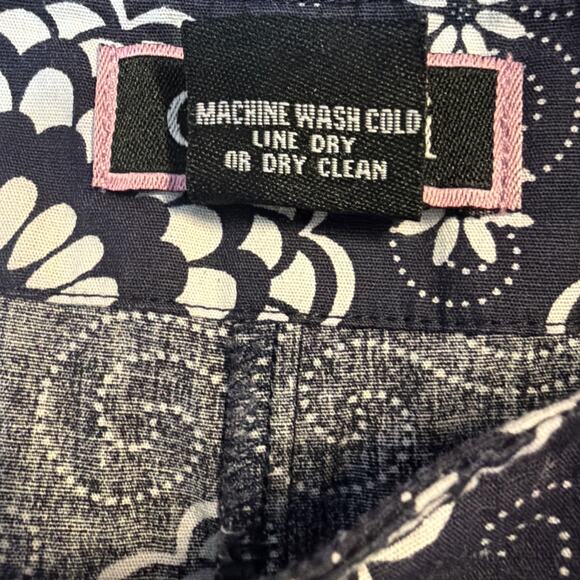 MACHINE WASH COLD
LINE DRY
OR DRY CLEAN